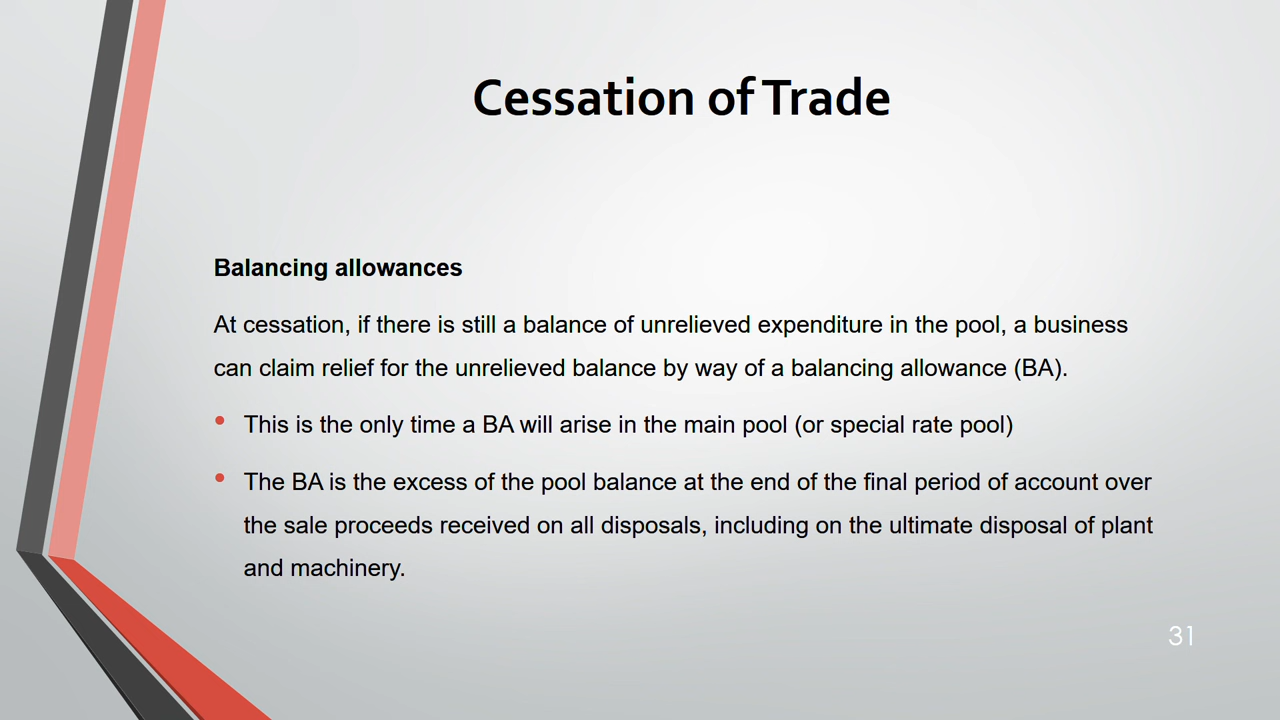 Cessation of Trade
Balancing allowances
At cessation, if there is still a balance of unrelieved expenditure in the pool, a business
can claim relief for the unrelieved balance by way of a balancing allowance (BA).
• This is the only time a BA will arise in the main pool (or special rate pool)
• The BA is the excess of the pool balance at the end of the final period of account over
the sale proceeds received on all disposals, including on the ultimate disposal of plant
and machinery.
31